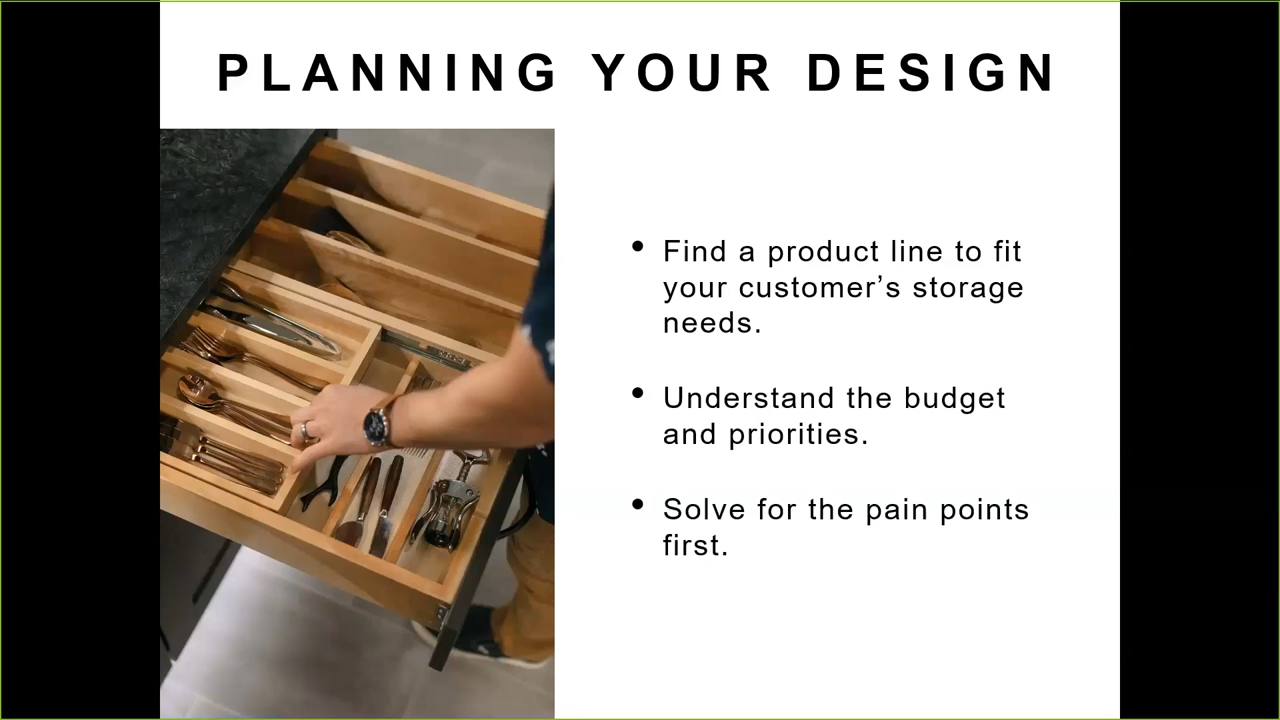 PLANNING YOUR DESIGN
• Find a product line to fit
your customer’s storage
needs.
• Understand the budget
and priorities.
• Solve for the pain points
first.